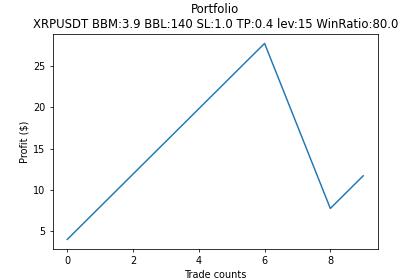 Portfolio
XRPUSDT BBM:3.9 BBL:140 SL:1.0 TP:0.4 lev:15 WinRatio:80.0
25
20
15
10
5
Profit ($)
0 2 4 6 8
Trade counts